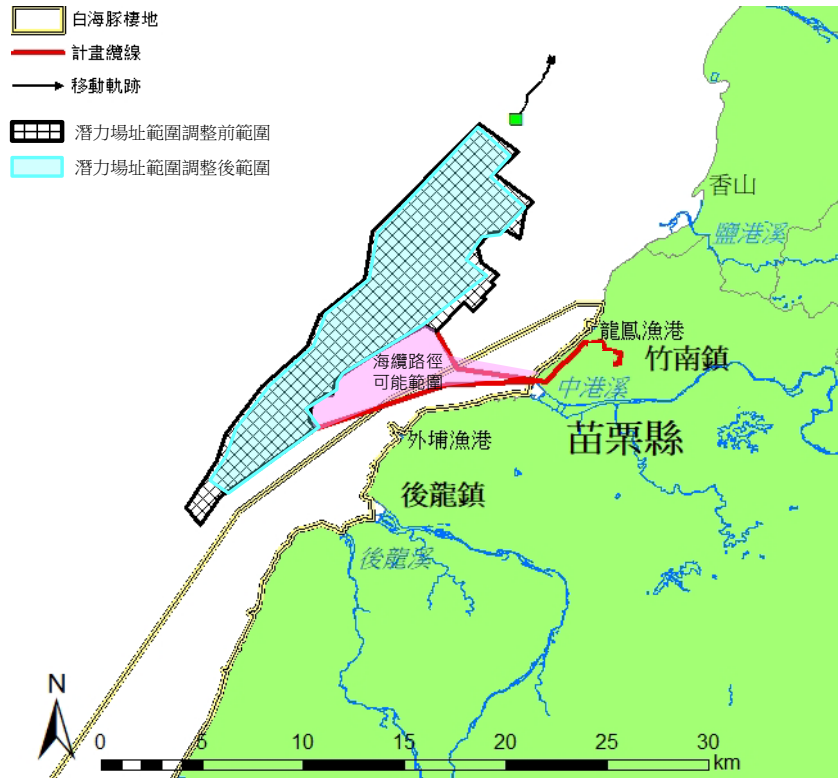 白海豚棲地
計畫纜線
移動軌跡
潛力場址範圍調整前範圍
潛力場址範圍調整後範圍
香山
鹽港溪
龍鳳漁港
竹南鎮
海纜路徑
可能範圍
中港溪
苗栗縣
外埔漁港
後龍鎮
後龍溪
N
0 5 10 15 20 25 30
km